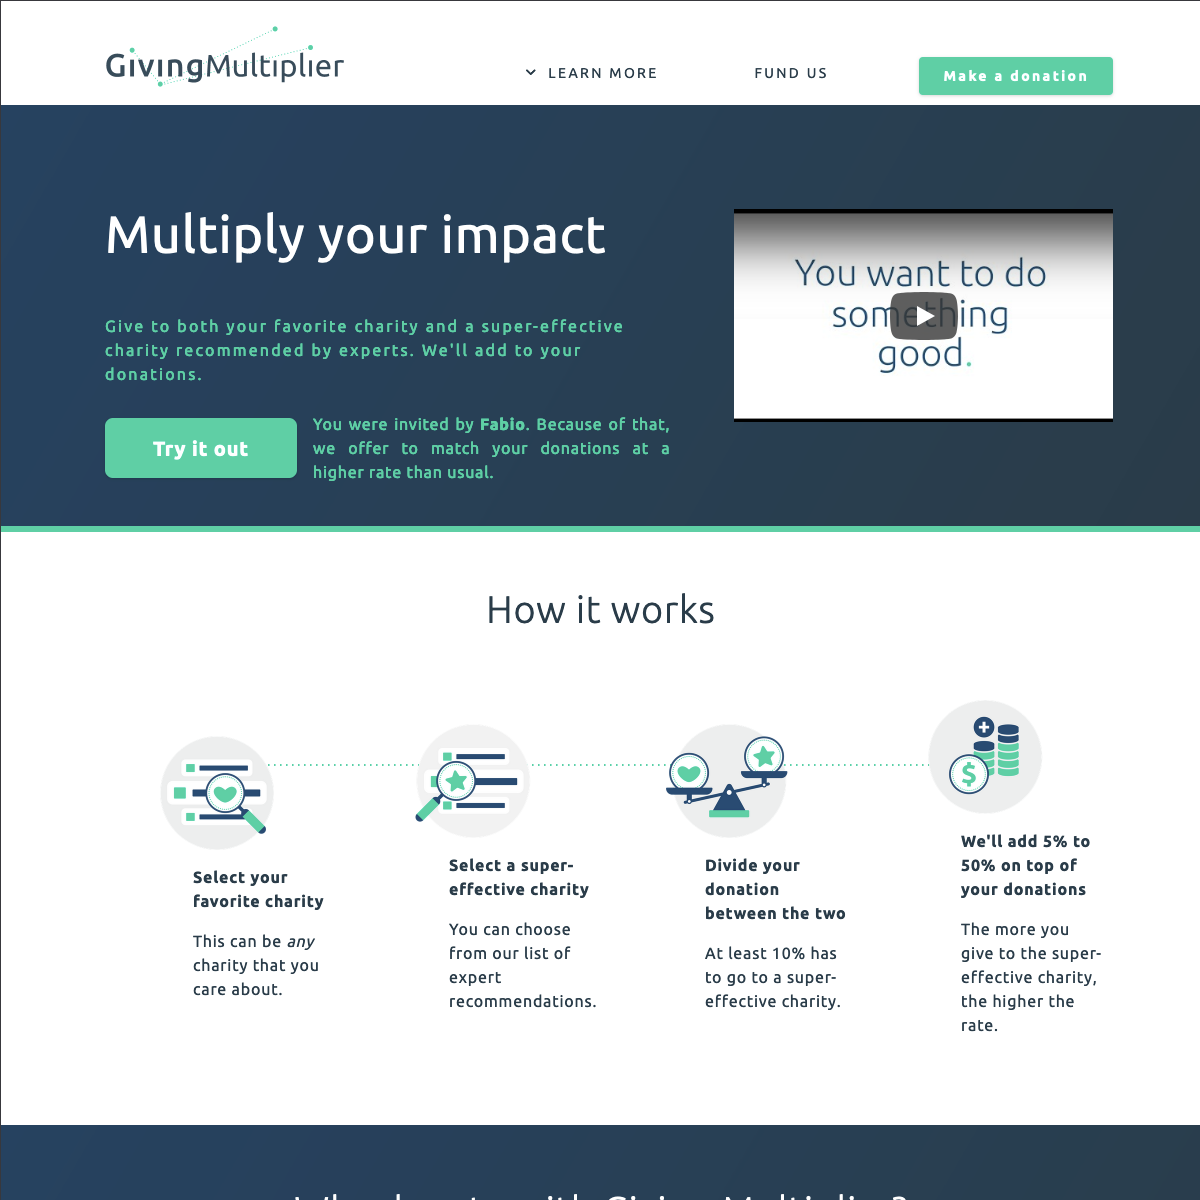 GivingMultiplier
LEARN MORE
FUND US
Make a donation
Multiply your impact
Give to both your favorite charity and a super-effective
charity recommended by experts. We'll add to your
donations.
Try it out
You were invited by Fabio. Because of that,
we offer to match your donations at a
higher rate than usual.
You want to do
something
good.
How it works
$
Select your
favorite charity
This can be any
charity that you
care about.
Select a super-
effective charity
You can choose
from our list of
expert
recommendations.
Divide your
donation
between the two
At least 10% has
to go to a super-
effective charity.
We'll add 5% to
50% on top of
your donations
The more you
give to the super-
effective charity,
the higher the
rate.